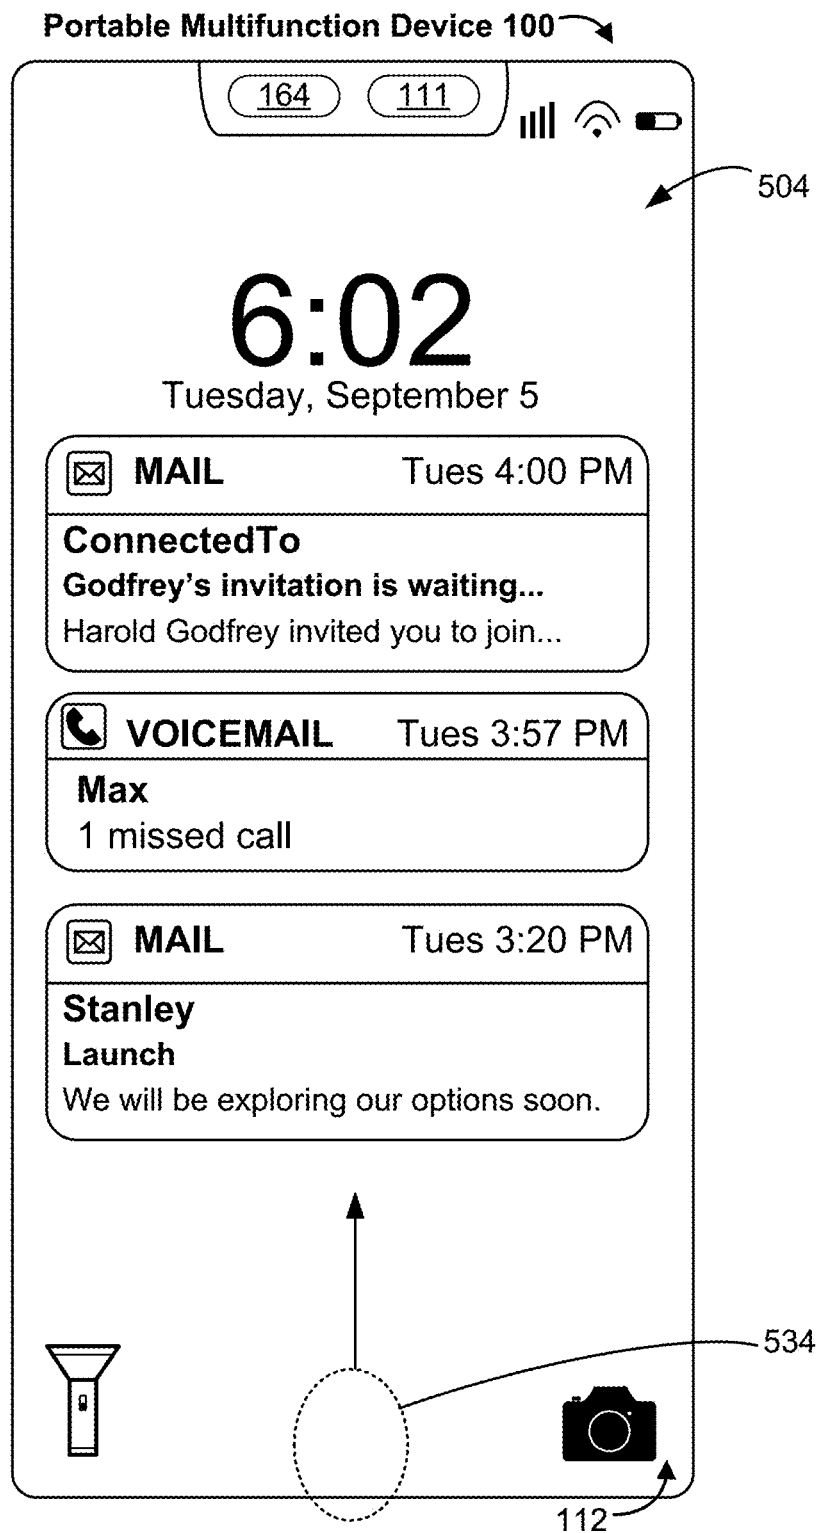 Portable Multifunction Device 100
164 111
504
6:02
Tuesday, September 5
MAIL Tues 4:00 PM
ConnectedTo
Godfrey’s invitation is waiting...
Harold Godfrey invited you to join...
VOICEMAIL Tues 3:57 PM
Max
1 missed call
MAIL Tues 3:20 PM
Stanley
Launch
We will be exploring our options soon.
534
112